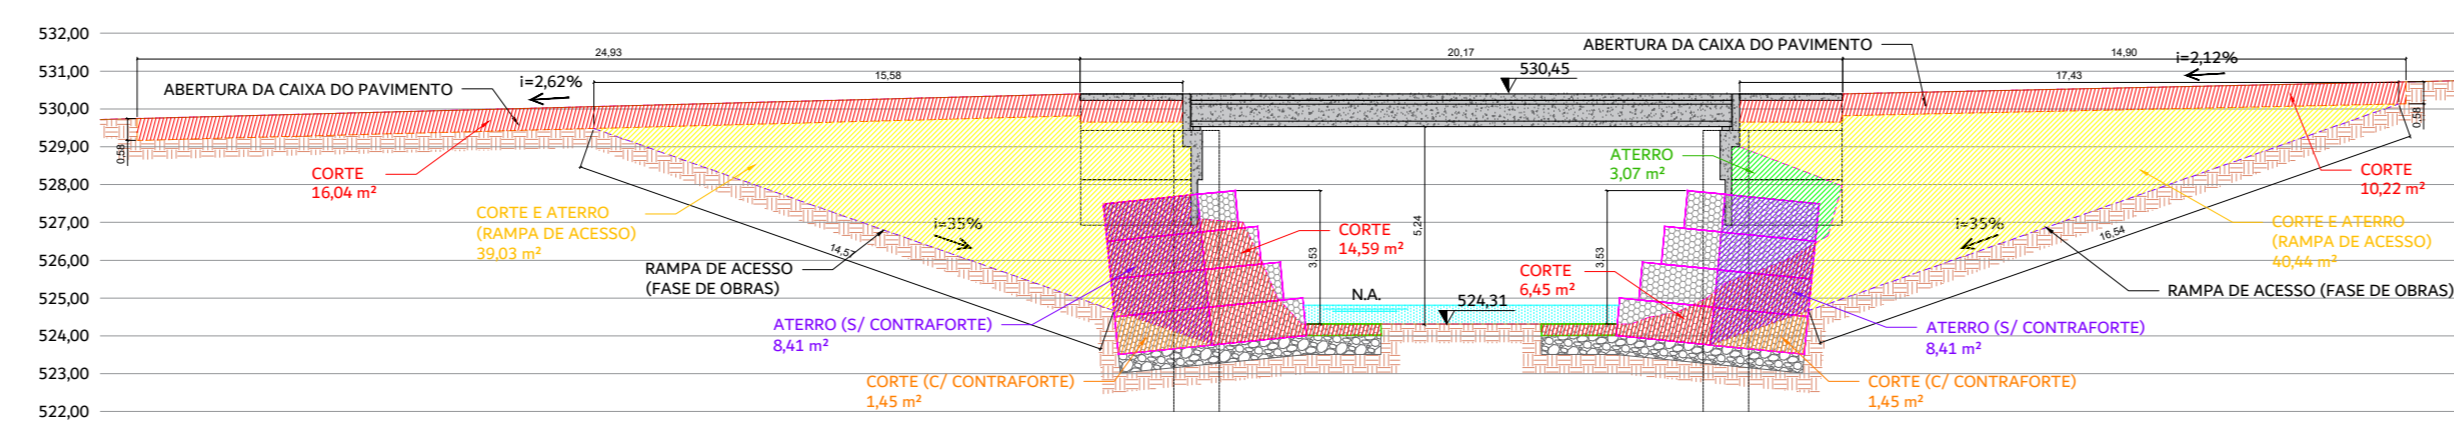 532,00
531,00
530,00
529,00
528,00
527,00
526,00
525,00
524,00
523,00
522,00
24,93
20,17
14,90
15,58
17,43
ABERTURA DA CAIXA DO PAVIMENTO
i=2,62%
530,45
ABERTURA DA CAIXA DO PAVIMENTO
i=2,12%
0,58
0,58
CORTE
16,04 m²
CORTE E ATERRO
(RAMPA DE ACESSO)
39,03 m²
i=35%
14,57
RAMPA DE ACESSO
(FASE DE OBRAS)
ATERRO (S/ CONTRAFORTE)
8,41 m²
CORTE (C/ CONTRAFORTE)
1,45 m²
CORTE
14,59 m²
3.53
5,24
N.A.
524,31
3.53
ATERRO
3,07 m²
CORTE
6,45 m²
CORTE
10,22 m²
CORTE E ATERRO
(RAMPA DE ACESSO)
40,44 m²
i=35%
16,54
RAMPA DE ACESSO (FASE DE OBRAS)
ATERRO (S/ CONTRAFORTE)
8,41 m²
CORTE (C/ CONTRAFORTE)
1,45 m²